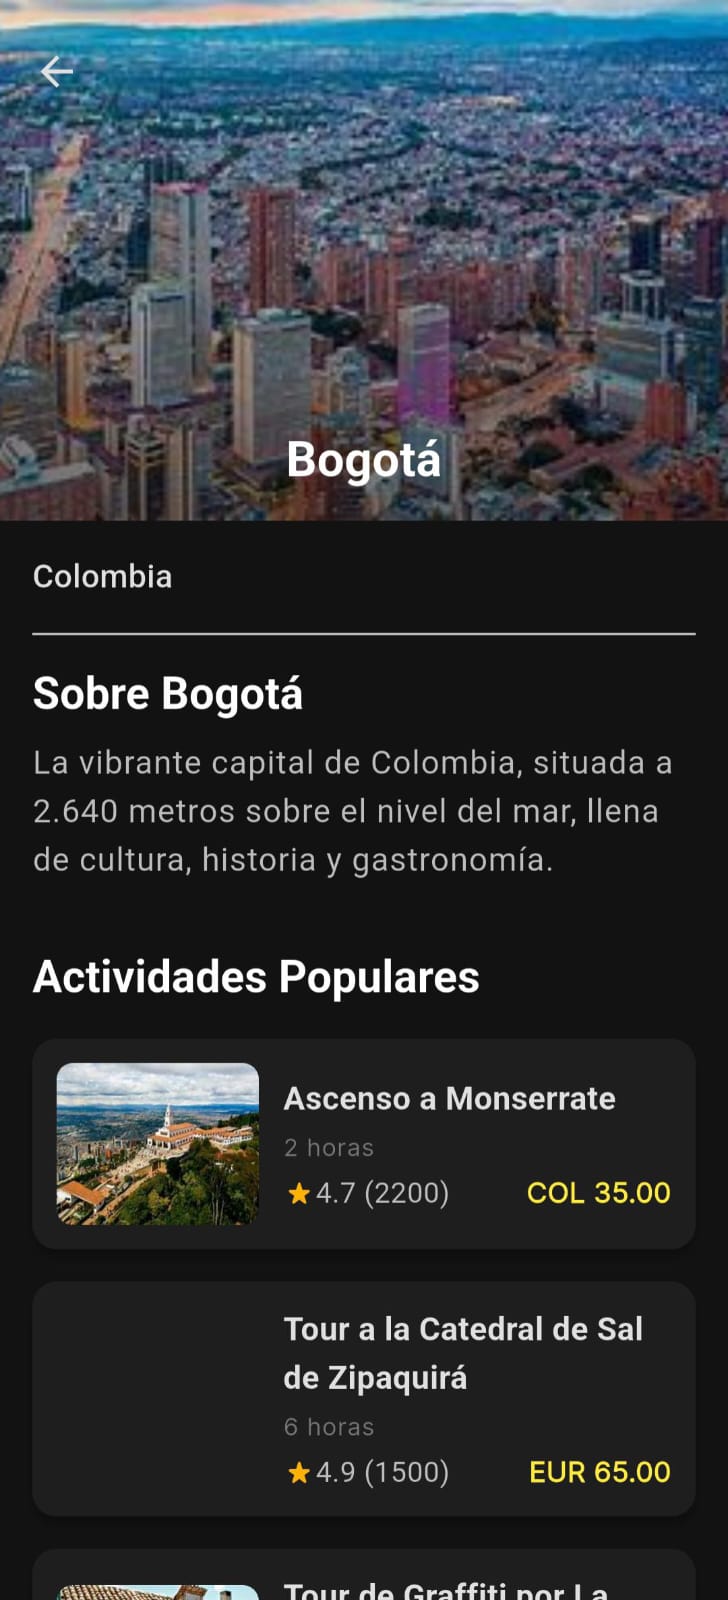 Bogotá
Colombia
Sobre Bogotá
La vibrante capital de Colombia, situada a
2.640 metros sobre el nivel del mar, llena
de cultura, historia y gastronomía.
Actividades Populares
Ascenso a Monserrate
2 horas
4.7 (2200)
COL 35.00
Tour a la Catedral de Sal
de Zipaquirá
6 horas
4.9 (1500)
EUR 65.00
Tour de Graffiti por La